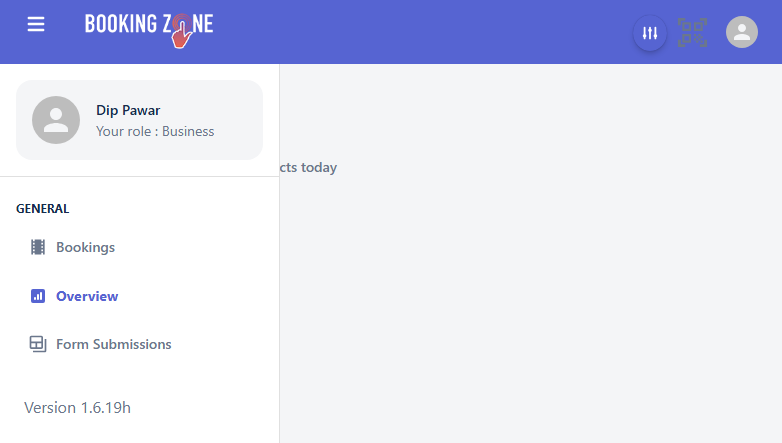 BOOKING ZONE
Dip Pawar
Your role : Business
cts today
GENERAL
Bookings
Overview
Form Submissions
Version 1.6.19h